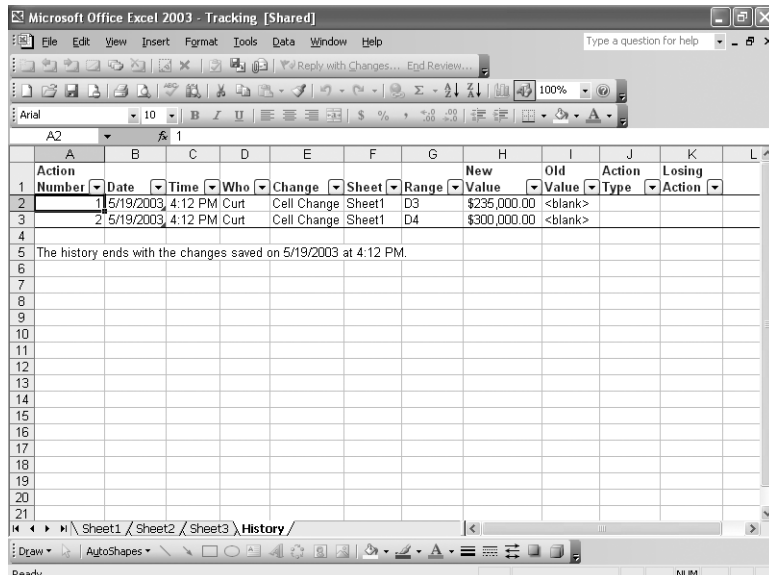 Microsoft Office Excel 2003 - Tracking [Shared]
File Edit View Insert Format Tools Data Window Help Type a question for help
Reply with Changes... End Review...
100%
Arial 10 B I U $ % ,
A2 fx 1
A B C D E F G H I J K L
Action New Old Action Losing
1 Number Date Time Who Change Sheet Range Value Value Type Action
2 1 5/19/2003 4:12 PM Curt Cell Change Sheet1 D3 $235,000.00 <blank>
3 2 5/19/2003 4:12 PM Curt Cell Change Sheet1 D4 $300,000.00 <blank>
4
5 The history ends with the changes saved on 5/19/2003 at 4:12 PM.
6
7
8
9
10
11
12
13
14
15
16
17
18
19
20
21
Sheet1 Sheet2 Sheet3 History
Draw AutoShapes A
Ready NUM